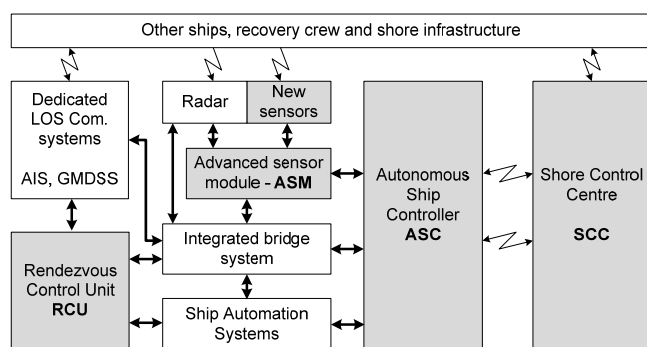 Other ships, recovery crew and shore infrastructure
Dedicated
LOS Com.
systems
AIS, GMDSS
Radar
New
sensors
Advanced sensor
module - ASM
Integrated bridge
system
Rendezvous
Control Unit
RCU
Ship Automation
Systems
Autonomous
Ship
Controller
ASC
Shore Control
Centre
SCC